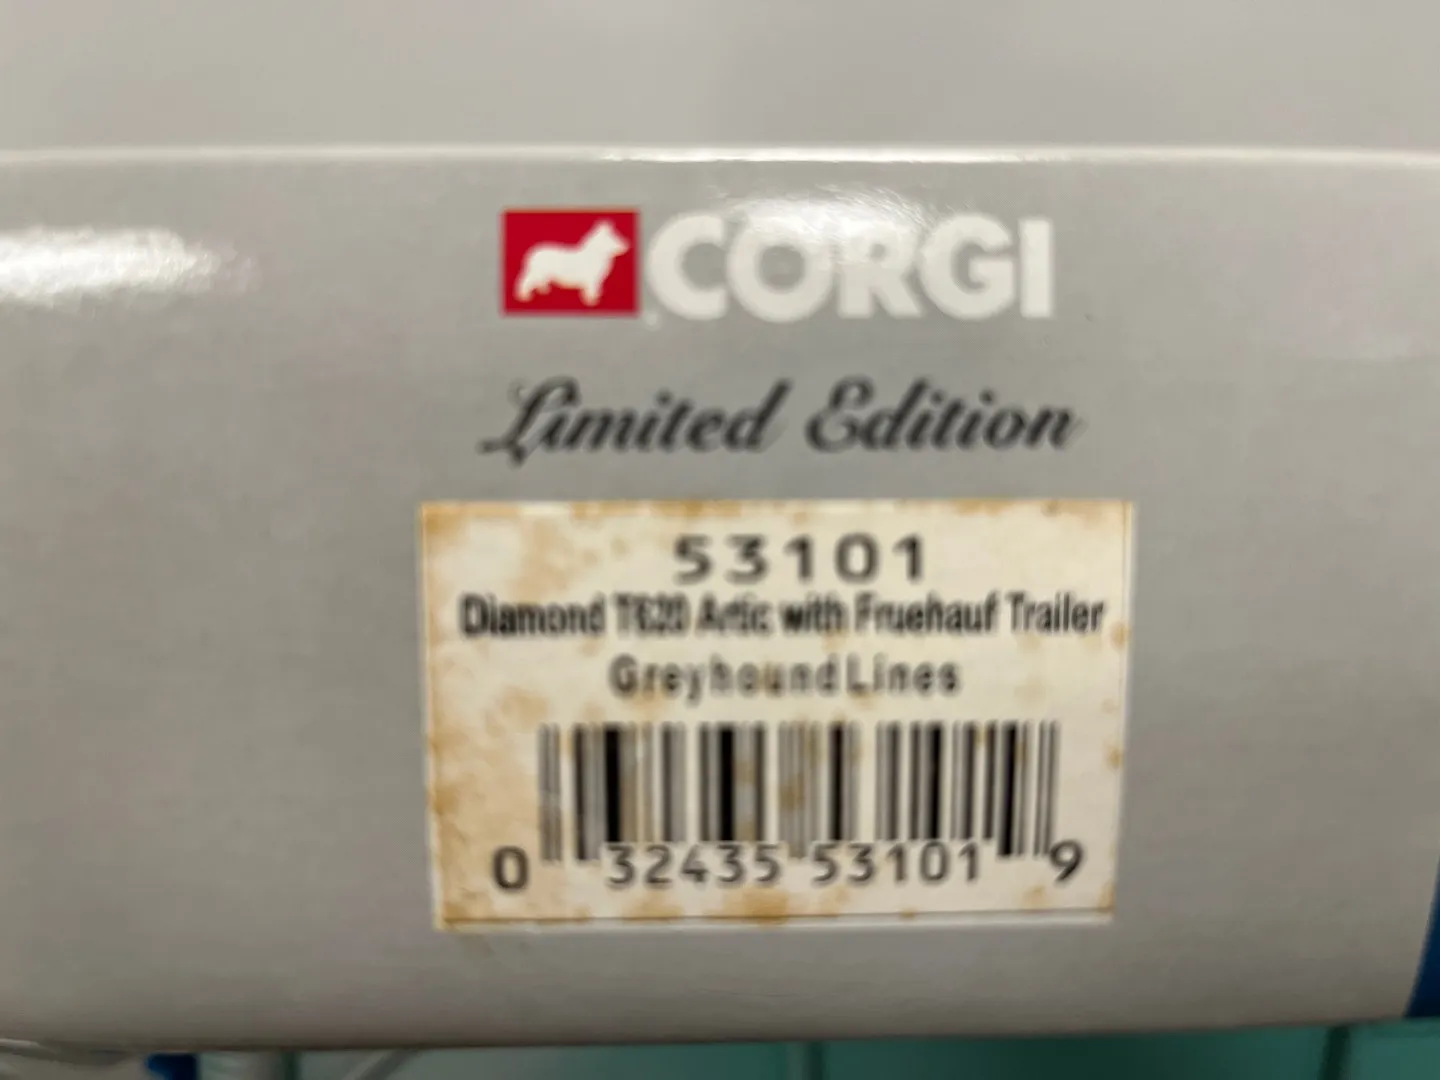 CORGI
Limited Edition
53101
Diamond T620 Artic with Fruehauf Trailer
Greyhound Lines
0 32435 53101 9